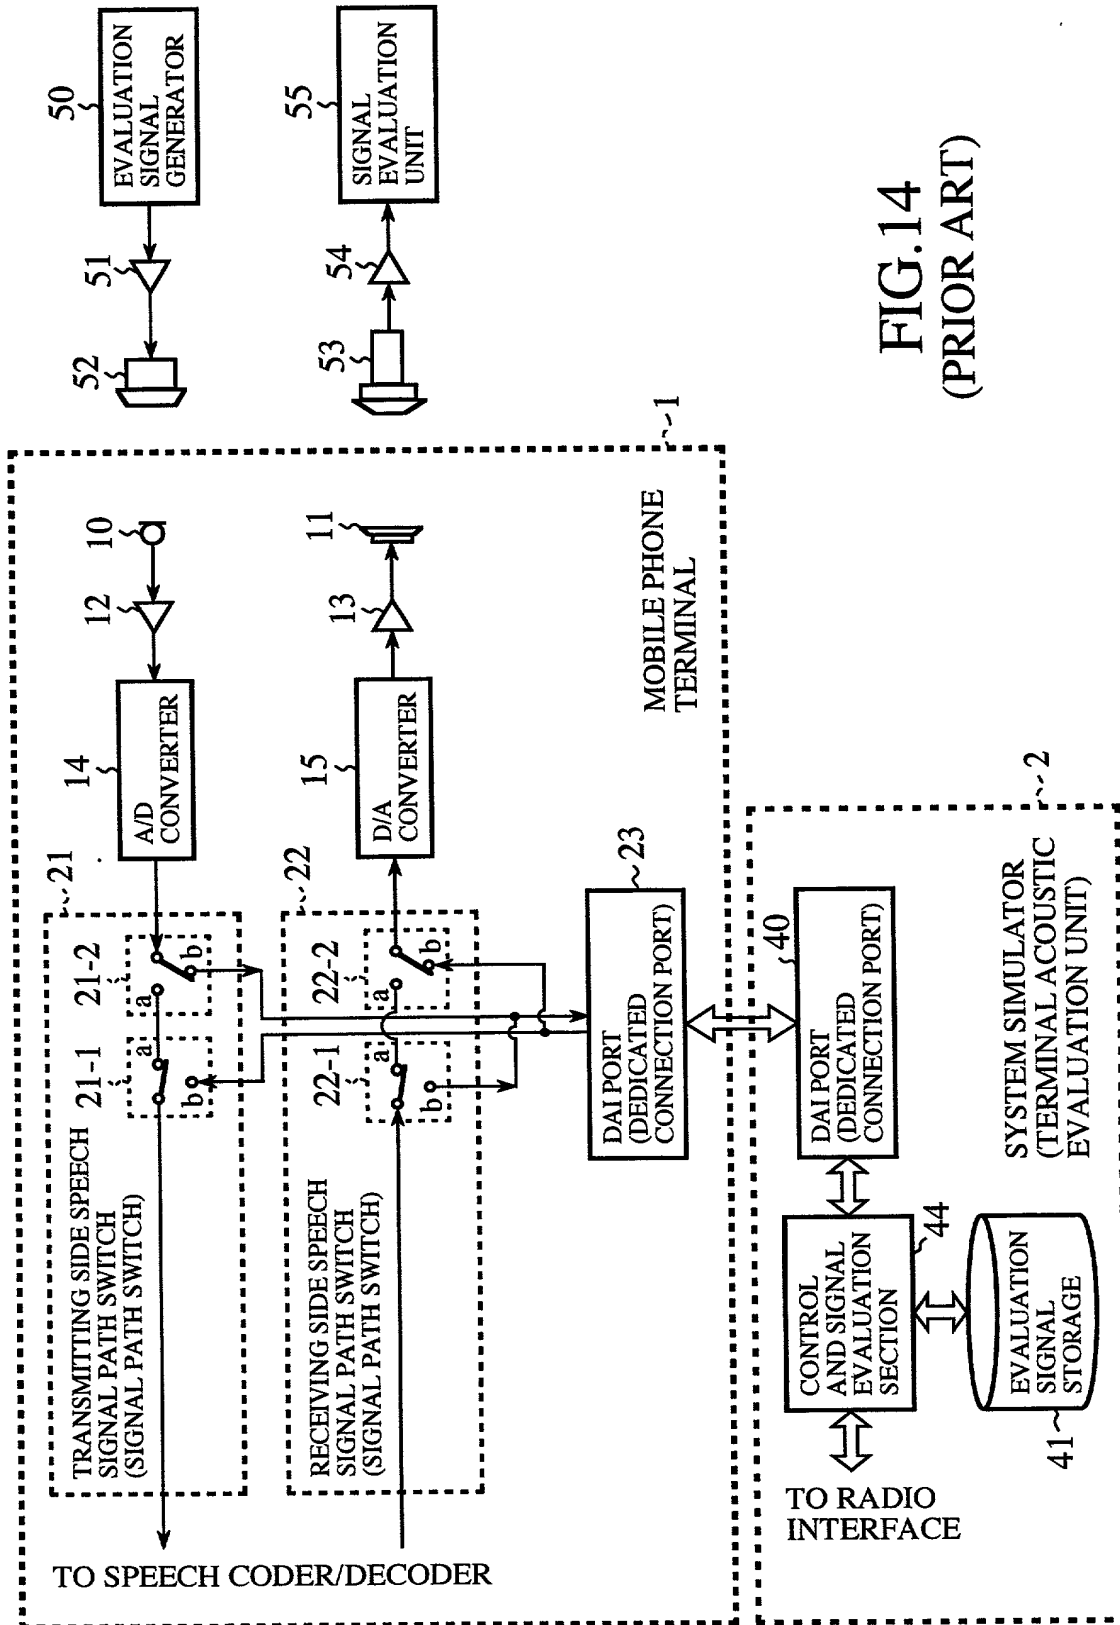 50
EVALUATION
SIGNAL
GENERATOR
51
52
55
SIGNAL
EVALUATION
UNIT
54
53
1
10
12
14
A/D
CONVERTER
11
13
15
D/A
CONVERTER
MOBILE PHONE
TERMINAL
21
21-2
a
b
21-1
a
b
TRANSMITTING SIDE SPEECH
SIGNAL PATH SWITCH
(SIGNAL PATH SWITCH)
22
22-2
a
b
22-1
a
b
RECEIVING SIDE SPEECH
SIGNAL PATH SWITCH
(SIGNAL PATH SWITCH)
TO SPEECH CODER/DECODER
23
DAI PORT
(DEDICATED
CONNECTION PORT)
2
40
DAI PORT
(DEDICATED
CONNECTION PORT)
SYSTEM SIMULATOR
(TERMINAL ACOUSTIC
EVALUATION UNIT)
44
CONTROL
AND SIGNAL
EVALUATION
SECTION
41
EVALUATION
SIGNAL
STORAGE
TO RADIO
INTERFACE
FIG.14
(PRIOR ART)